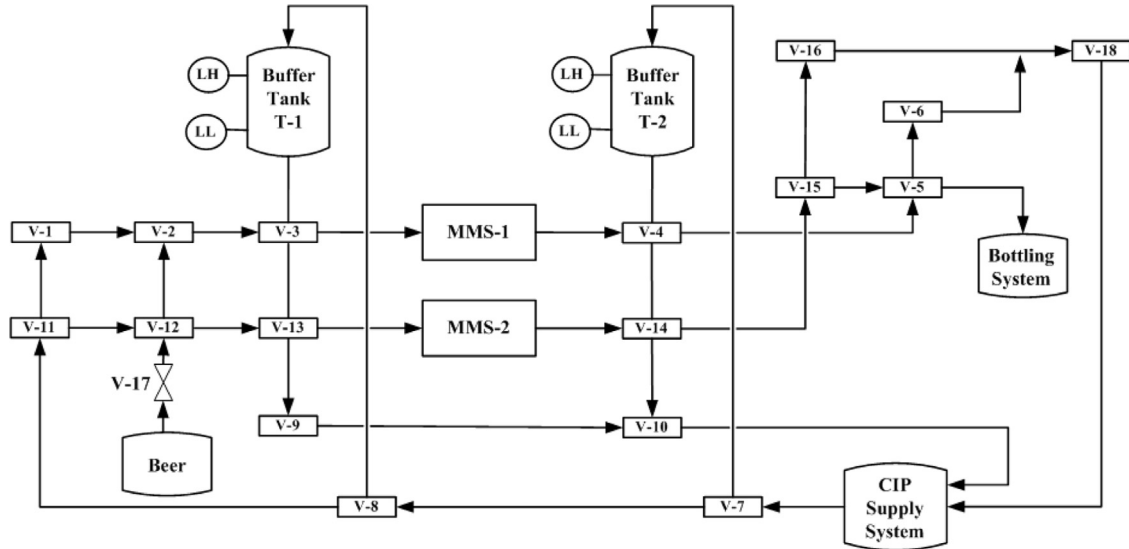 V-16
V-18
LH
Buffer
Tank
T-1
LL
LH
Buffer
Tank
T-2
LL
V-6
V-15
V-5
V-1
V-2
V-3
MMS-1
V-4
Bottling
System
V-11
V-12
V-13
MMS-2
V-14
V-17
V-9
V-10
Beer
V-8
V-7
CIP
Supply
System